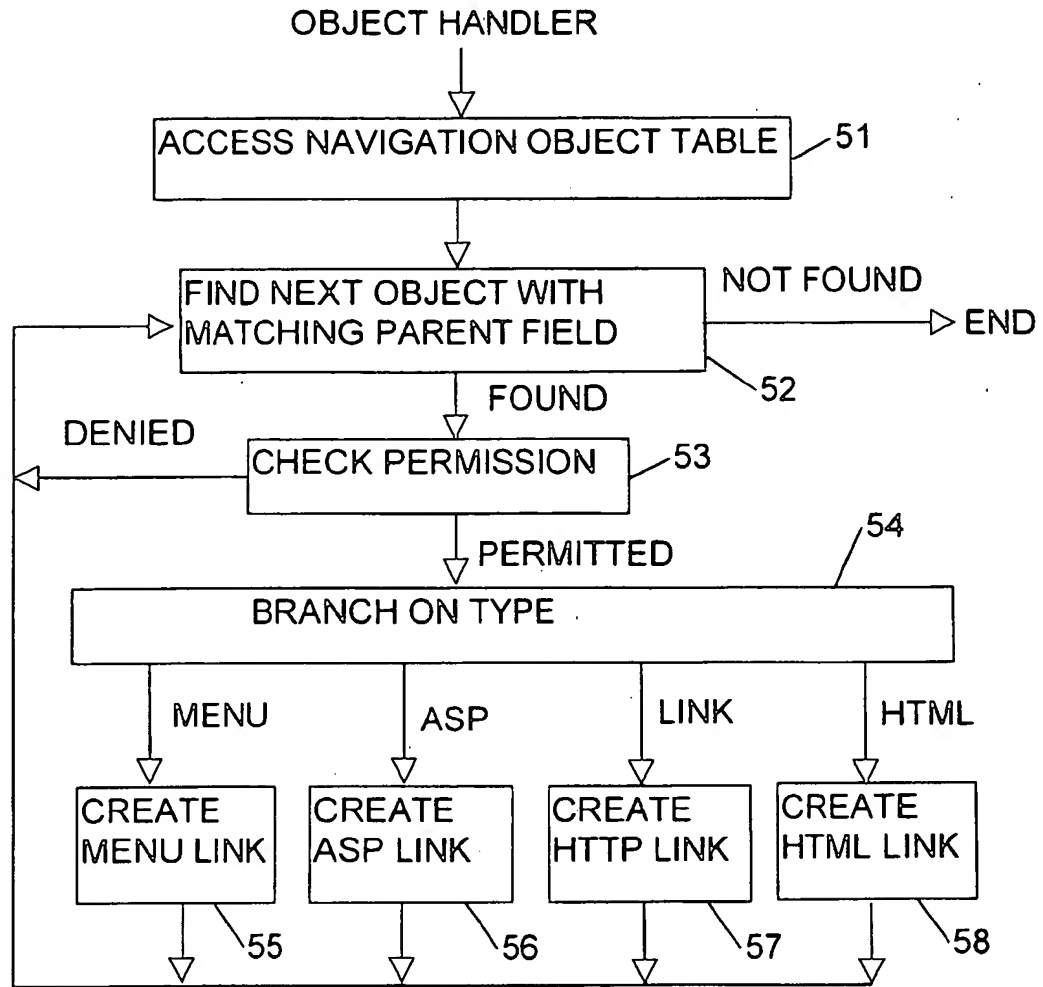 OBJECT HANDLER
ACCESS NAVIGATION OBJECT TABLE
51
FIND NEXT OBJECT WITH
MATCHING PARENT FIELD
52
NOT FOUND
END
FOUND
DENIED
CHECK PERMISSION
53
PERMITTED
54
BRANCH ON TYPE
MENU
ASP
LINK
HTML
CREATE
MENU LINK
55
CREATE
ASP LINK
56
CREATE
HTTP LINK
57
CREATE
HTML LINK
58